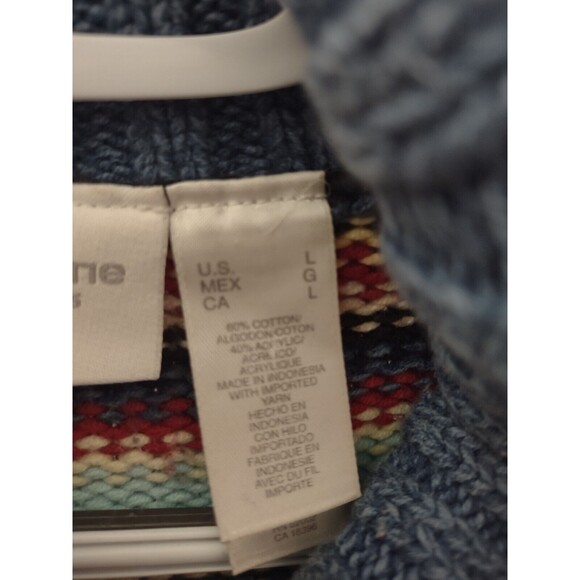 ne
s
U.S. L
MEX G
CA L
60% COTTON/
ALGODON/COTON
40% ACRYLIC/
ACRILICO/
ACRYLIQUE
MADE IN INDONESIA
WITH IMPORTED
YARN
HECHO EN
INDONESIA
CON HILO
IMPORTADO
FABRIQUE EN
INDONESIE
AVEC DU FIL
IMPORTE